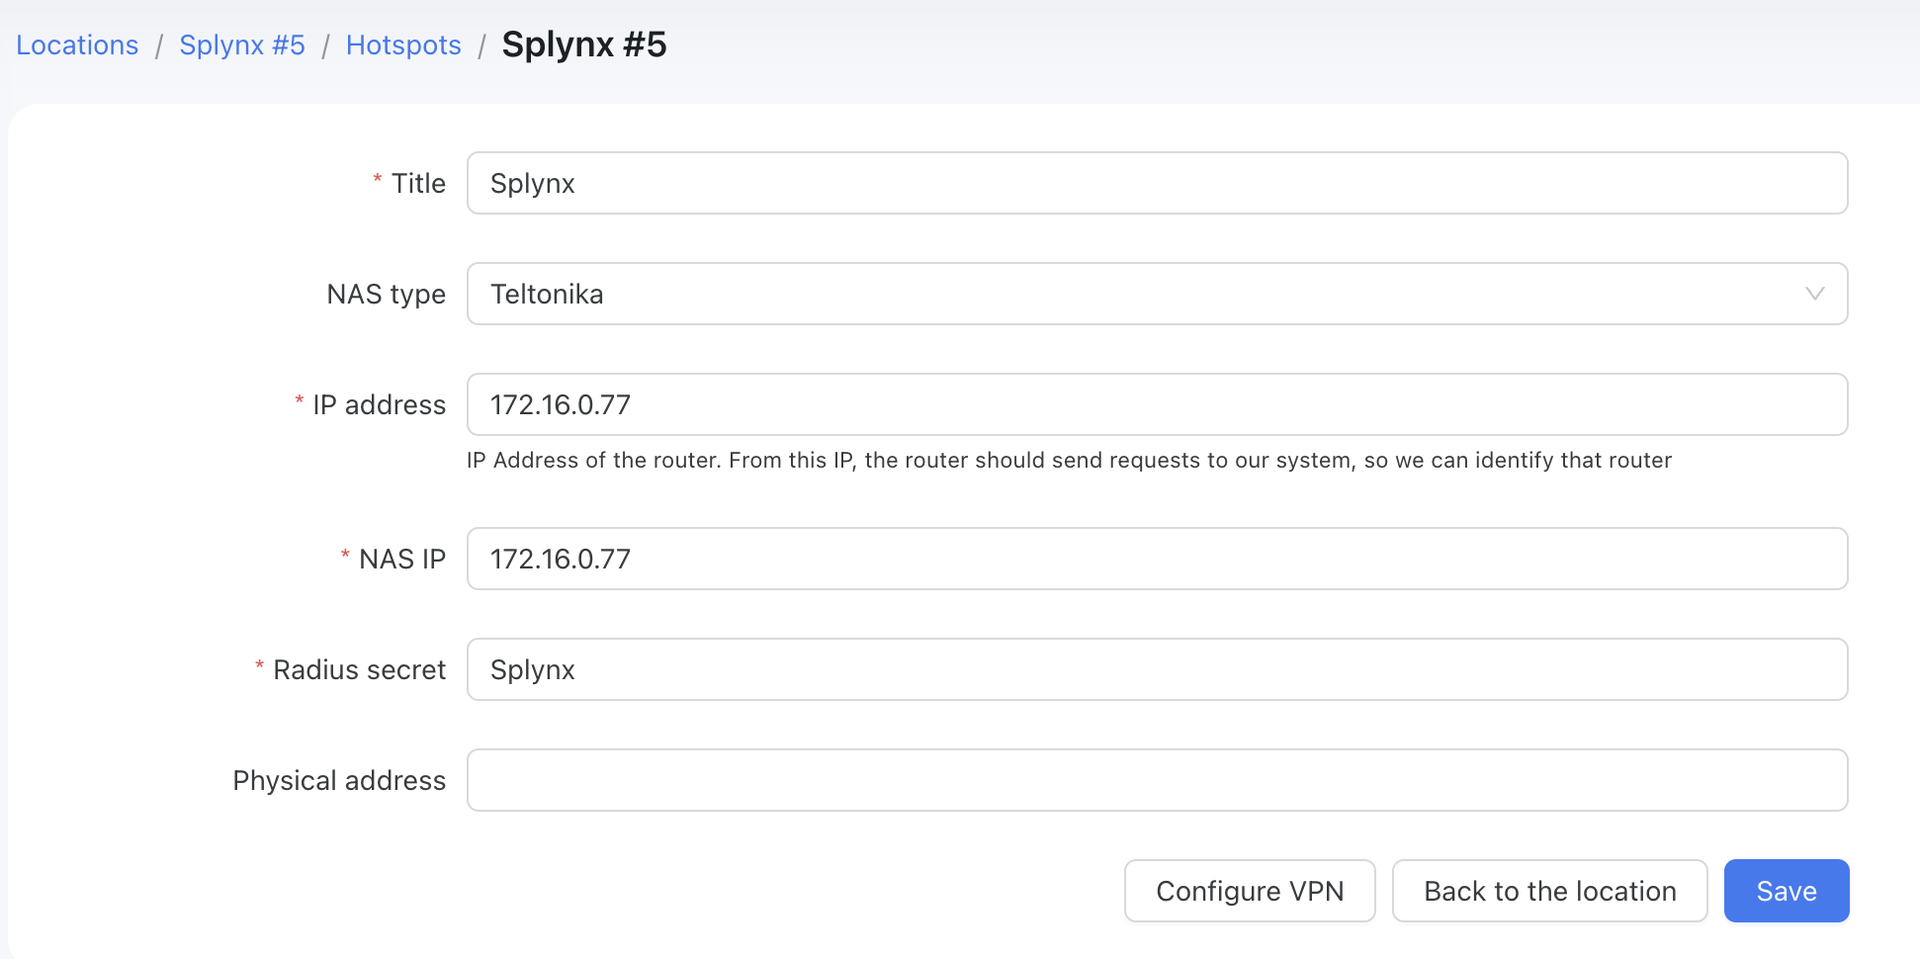 Locations / Splynx #5 / Hotspots / Splynx #5
* Title Splynx
NAS type Teltonika
* IP address 172.16.0.77
IP Address of the router. From this IP, the router should send requests to our system, so we can identify that router
* NAS IP 172.16.0.77
* Radius secret Splynx
Physical address
Configure VPN Back to the location Save